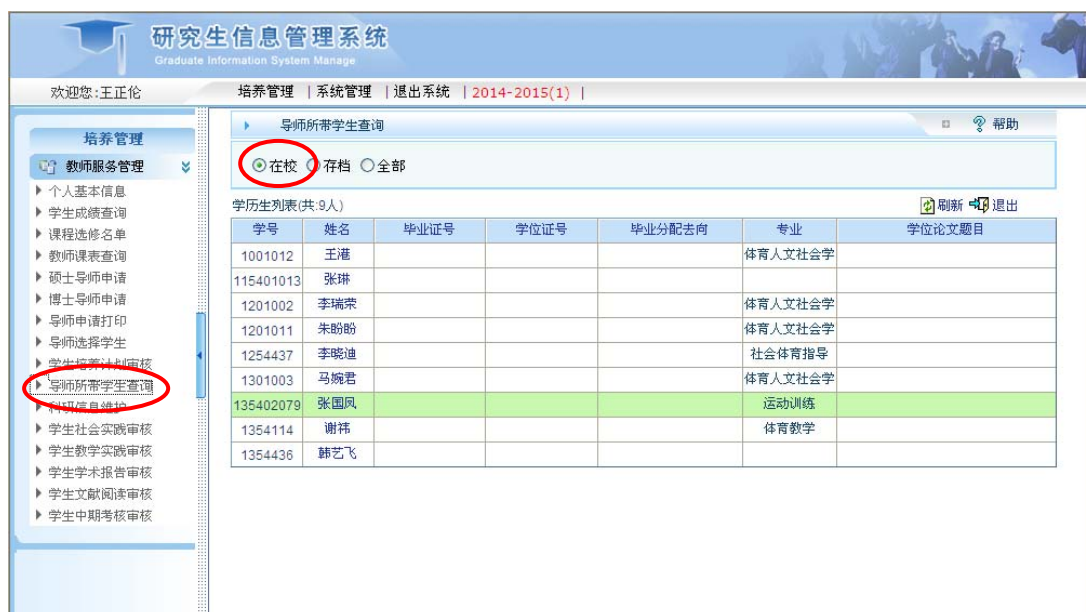 研究生信息管理系统
Graduate Information System Manage
欢迎您:王正伦 培养管理 | 系统管理 | 退出系统 | 2014-2015(1) |
培养管理
教师服务管理
个人基本信息
学生成绩查询
课程选修名单
教师课表查询
硕士导师申请
博士导师申请
导师申请打印
导师选择学生
学生培养计划审核
导师所带学生查询
科研信息维护
学生社会实践审核
学生教学实践审核
学生学术报告审核
学生文献阅读审核
学生中期考核审核
导师所带学生查询 帮助
在校 存档 全部
学历生列表(共:9人) 刷新 退出
学号 姓名 毕业证号 学位证号 毕业分配去向 专业 学位论文题目
1001012 王港 体育人文社会学
115401013 张琳
1201002 李瑞荣 体育人文社会学
1201011 朱盼盼 体育人文社会学
1254437 李晓迪 社会体育指导
1301003 马婉君 体育人文社会学
135402079 张国凤 运动训练
1354114 谢祎 体育教学
1354436 韩艺飞